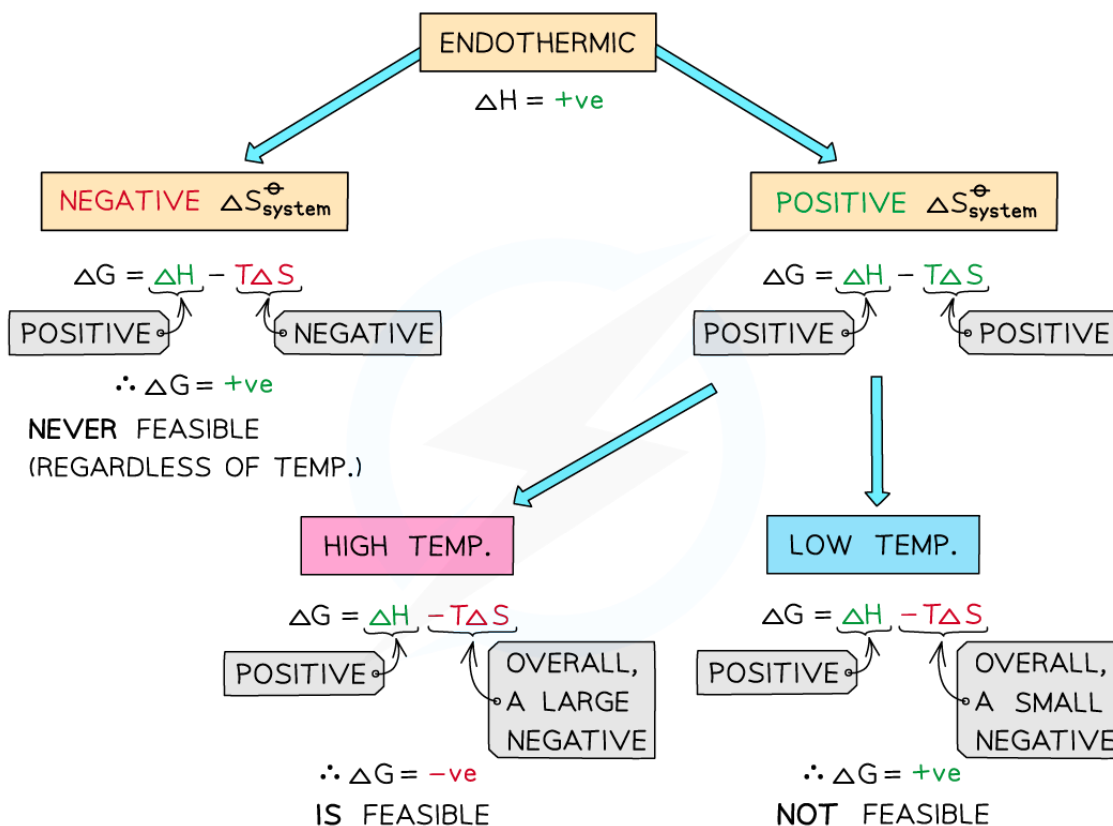 ENDOTHERMIC
△H = +ve
NEGATIVE △S⦵system
POSITIVE △S⦵system
△G = △H – T△S
POSITIVE
NEGATIVE
∴ △G = +ve
NEVER FEASIBLE
(REGARDLESS OF TEMP.)
△G = △H – T△S
POSITIVE
POSITIVE
HIGH TEMP.
△G = △H – T△S
POSITIVE
OVERALL,
A LARGE
NEGATIVE
∴ △G = –ve
IS FEASIBLE
LOW TEMP.
△G = △H – T△S
POSITIVE
OVERALL,
A SMALL
NEGATIVE
∴ △G = +ve
NOT FEASIBLE